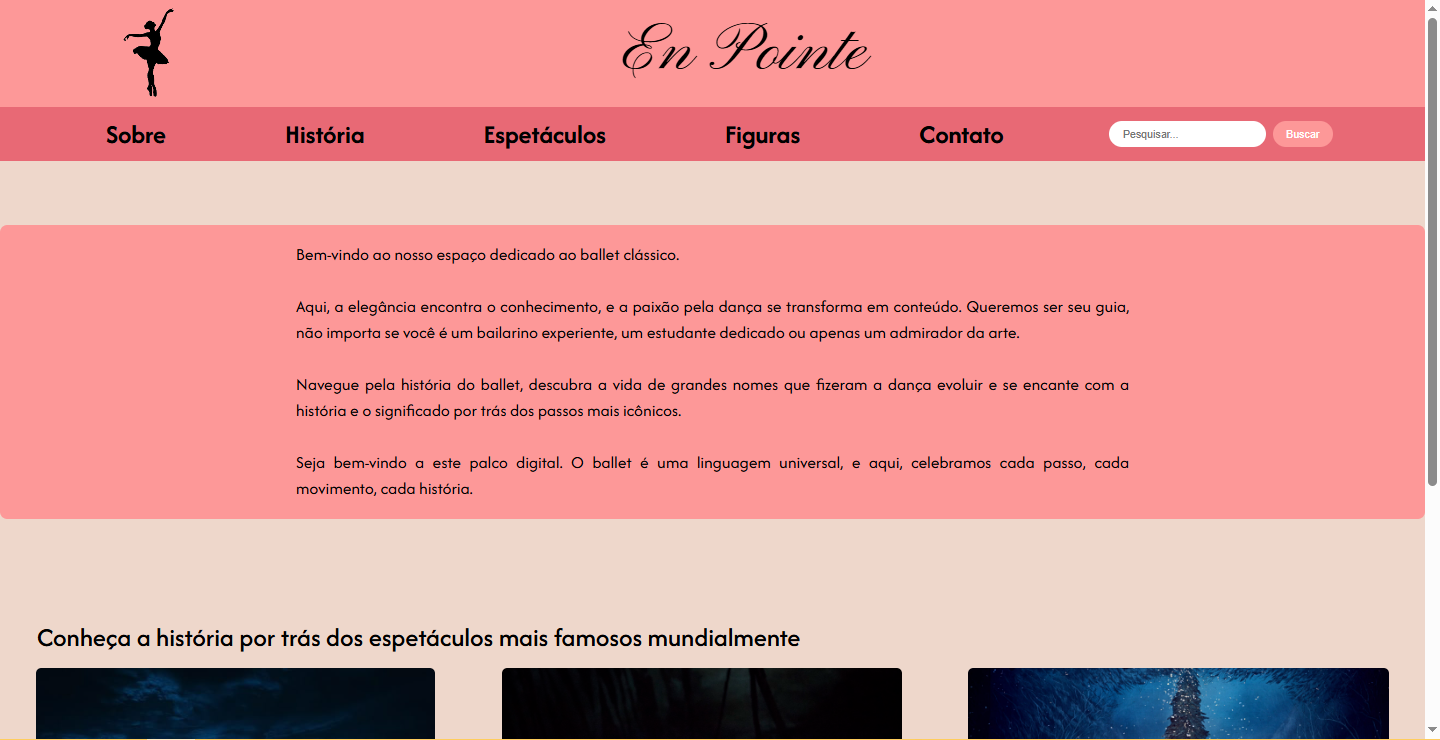 En Pointe
Sobre História Espetáculos Figuras Contato Pesquisar... Buscar
Bem-vindo ao nosso espaço dedicado ao ballet clássico.
Aqui, a elegância encontra o conhecimento, e a paixão pela dança se transforma em conteúdo. Queremos ser seu guia,
não importa se você é um bailarino experiente, um estudante dedicado ou apenas um admirador da arte.
Navegue pela história do ballet, descubra a vida de grandes nomes que fizeram a dança evoluir e se encante com a
história e o significado por trás dos passos mais icônicos.
Seja bem-vindo a este palco digital. O ballet é uma linguagem universal, e aqui, celebramos cada passo, cada
movimento, cada história.
Conheça a história por trás dos espetáculos mais famosos mundialmente